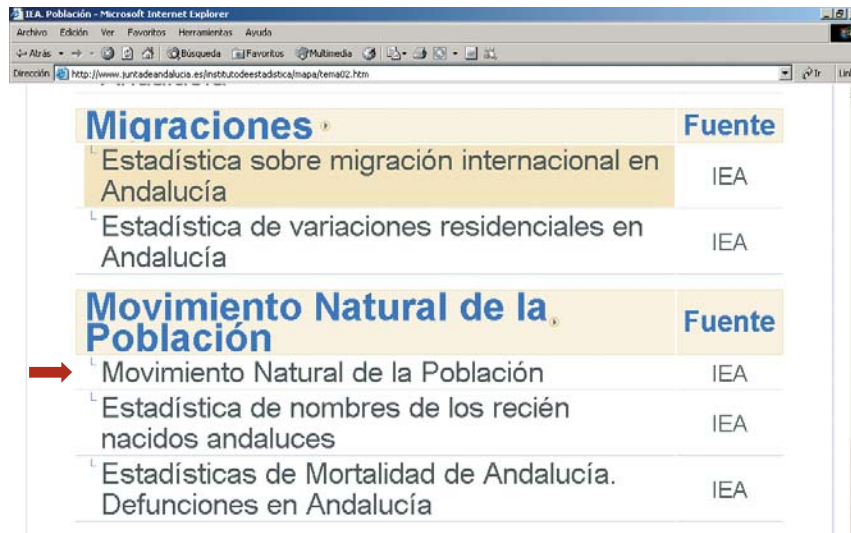 IEA. Población - Microsoft Internet Explorer
Archivo Edición Ver Favoritos Herramientas Ayuda
Atrás Búsqueda Favoritos Multimedia
Dirección http://www.juntadeandalucia.es/institutodeestadistica/mapa/tema02.htm Ir
Migraciones Fuente
Estadística sobre migración internacional en
Andalucía IEA
Estadística de variaciones residenciales en
Andalucía IEA
Movimiento Natural de la
Población Fuente
Movimiento Natural de la Población IEA
Estadística de nombres de los recién
nacidos andaluces IEA
Estadísticas de Mortalidad de Andalucía.
Defunciones en Andalucía IEA